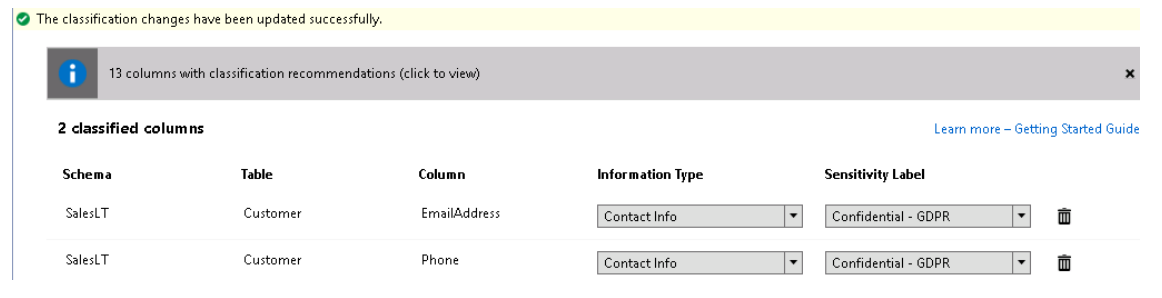 The classification changes have been updated successfully.
13 columns with classification recommendations (click to view)
2 classified columns Learn more – Getting Started Guide
Schema Table Column Information Type Sensitivity Label
SalesLT Customer EmailAddress Contact Info Confidential - GDPR
SalesLT Customer Phone Contact Info Confidential - GDPR